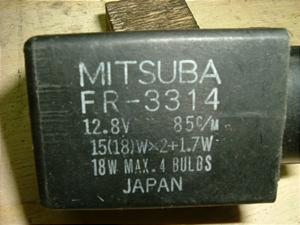 MITSUBA
FR-3314
12.8V 85c/M
15(18)W×2+1.7W
18W MAX. 4 BULBS
JAPAN